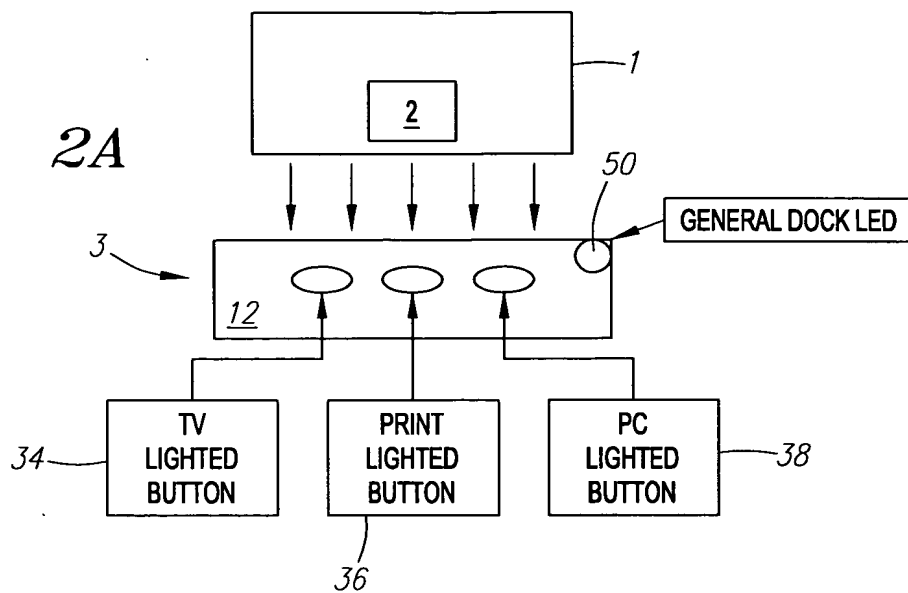 1
2
2A
50
GENERAL DOCK LED
3
12
TV
LIGHTED
BUTTON
PRINT
LIGHTED
BUTTON
PC
LIGHTED
BUTTON
34
38
36